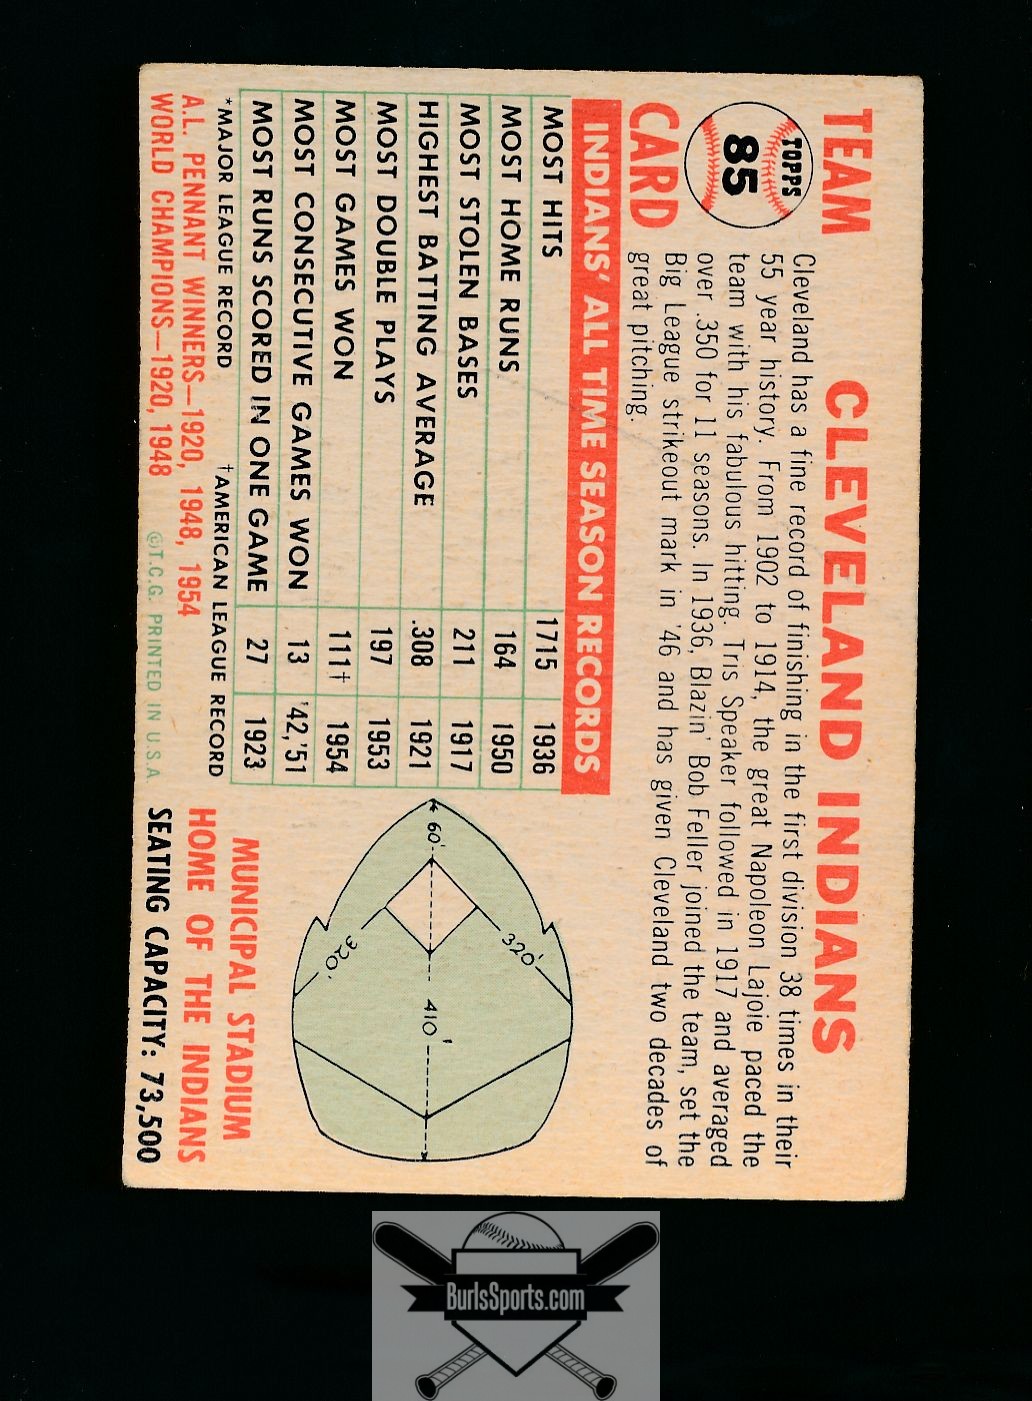 TEAM
TOPPS
85
CARD
CLEVELAND INDIANS
Cleveland has a fine record of finishing in the first division 38 times in their
55 year history. From 1902 to 1914, the great Napoleon Lajoie paced the
team with his fabulous hitting. Tris Speaker followed in 1917 and averaged
over .350 for 11 seasons. In 1936, Blazin' Bob Feller joined the team, set the
Big League strikeout mark in '46 and has given Cleveland two decades of
great pitching.
INDIANS' ALL TIME SEASON RECORDS
MOST HITS 1715 1936
MOST HOME RUNS 164 1950
MOST STOLEN BASES 211 1917
HIGHEST BATTING AVERAGE .308 1921
MOST DOUBLE PLAYS 197 1953
MOST GAMES WON 111† 1954
MOST CONSECUTIVE GAMES WON 13 '42,'51
MOST RUNS SCORED IN ONE GAME 27 1923
*MAJOR LEAGUE RECORD †AMERICAN LEAGUE RECORD
A.L. PENNANT WINNERS—1920, 1948, 1954
WORLD CHAMPIONS—1920, 1948
©T.C.G. PRINTED IN U.S.A.
60'
320'
320'
410'
MUNICIPAL STADIUM
HOME OF THE INDIANS
SEATING CAPACITY: 73,500
BurlsSports.com